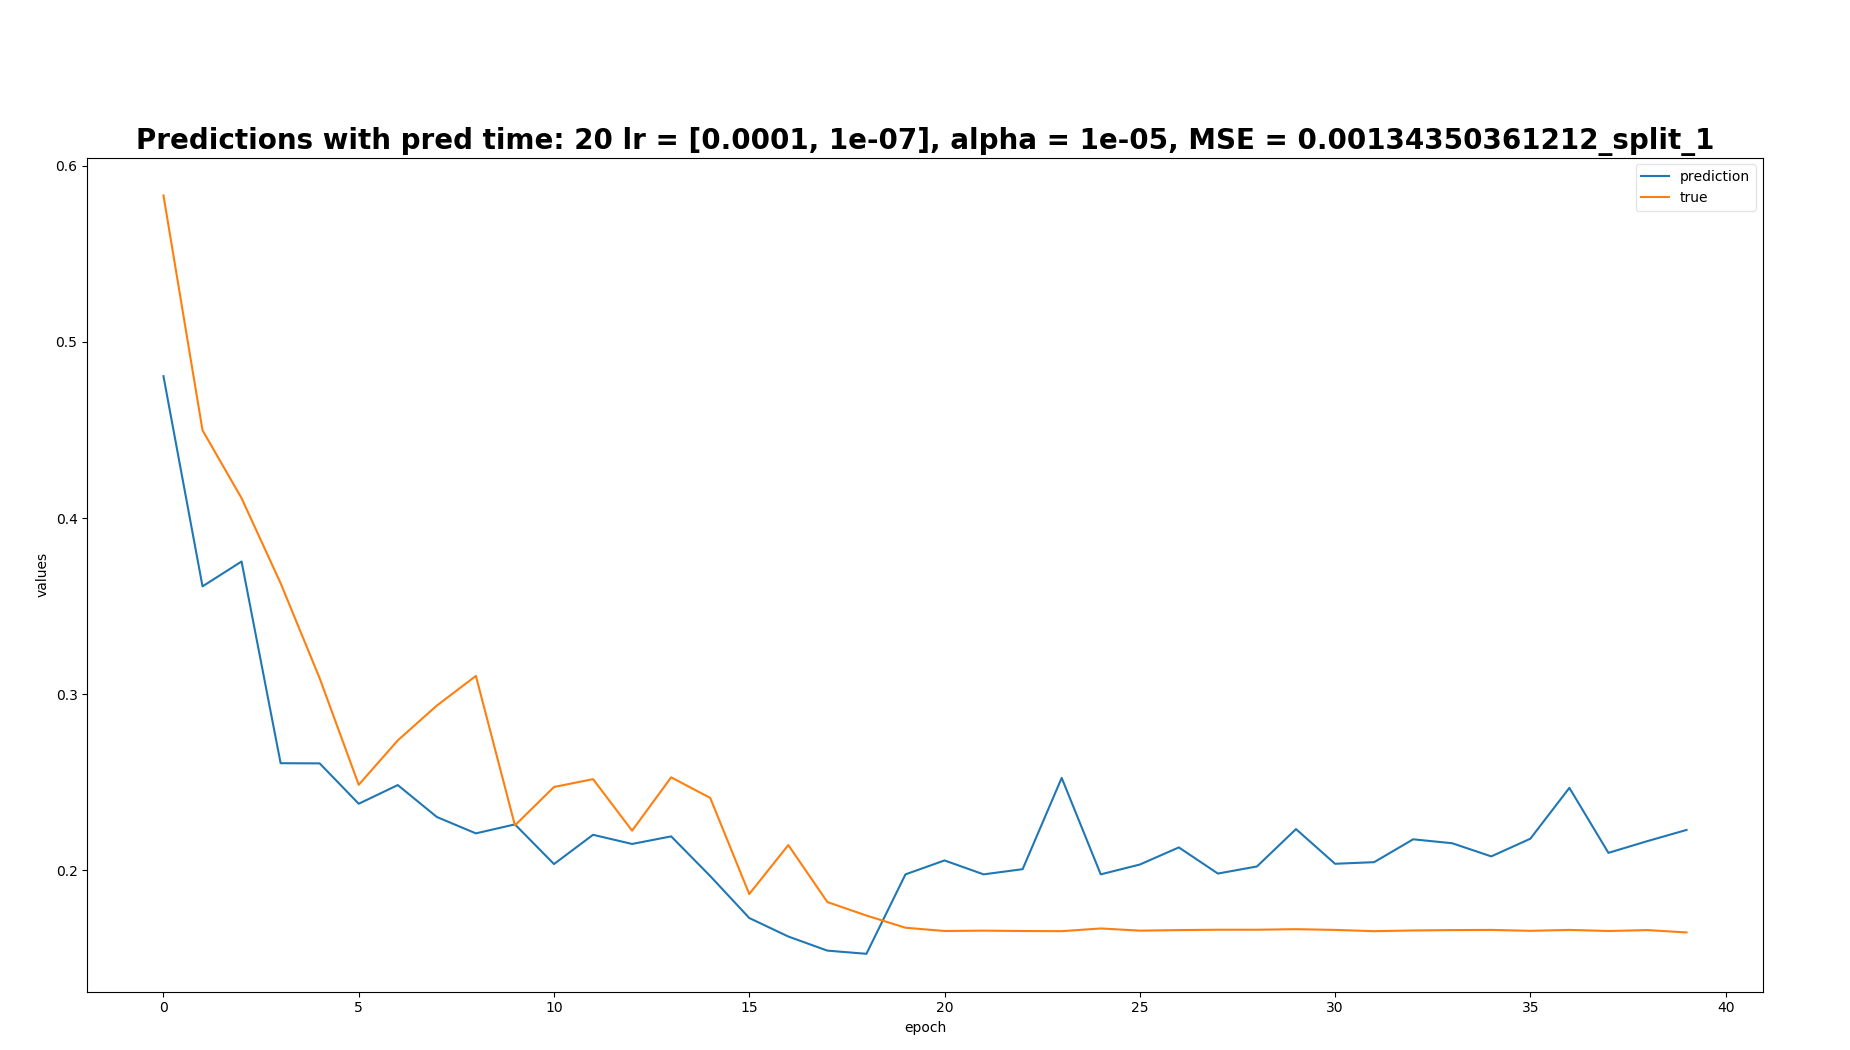 Predictions with pred time: 20 lr = [0.0001, 1e-07], alpha = 1e-05, MSE = 0.00134350361212_split_1
prediction
true
0.6
0.5
0.4
0.3
0.2
values
0 5 10 15 20 25 30 35 40
epoch